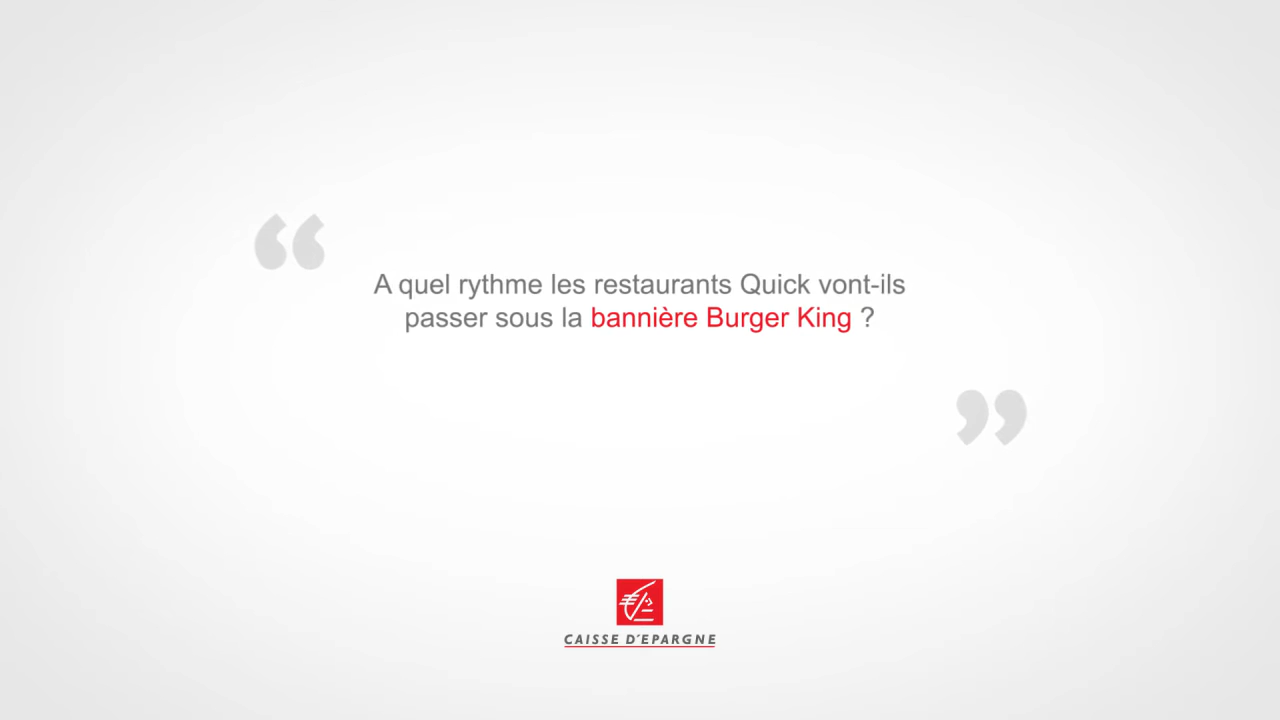 “
A quel rythme les restaurants Quick vont-ils
passer sous la bannière Burger King ?
”
CAISSE D'EPARGNE